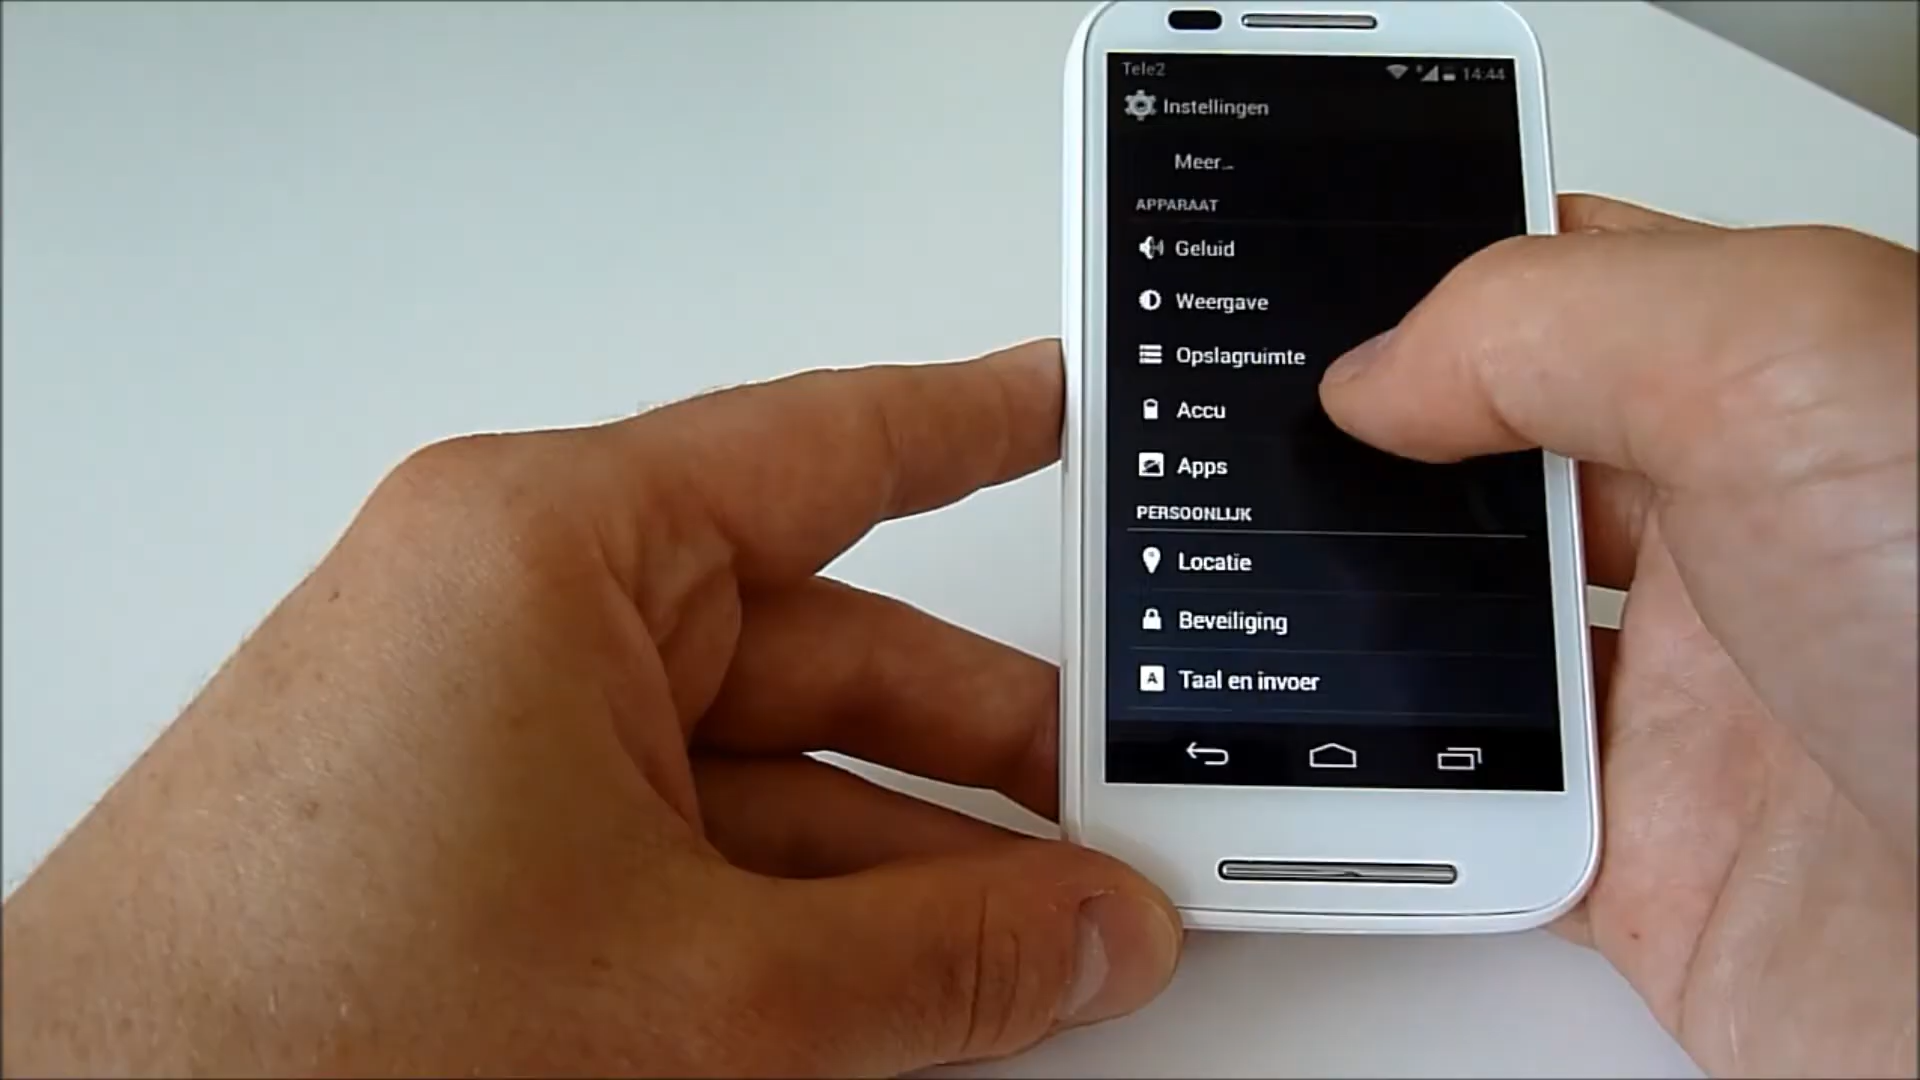 Tele2 14:44
Instellingen
Meer...
APPARAAT
Geluid
Weergave
Opslagruimte
Accu
Apps
PERSOONLIJK
Locatie
Beveiliging
A Taal en invoer